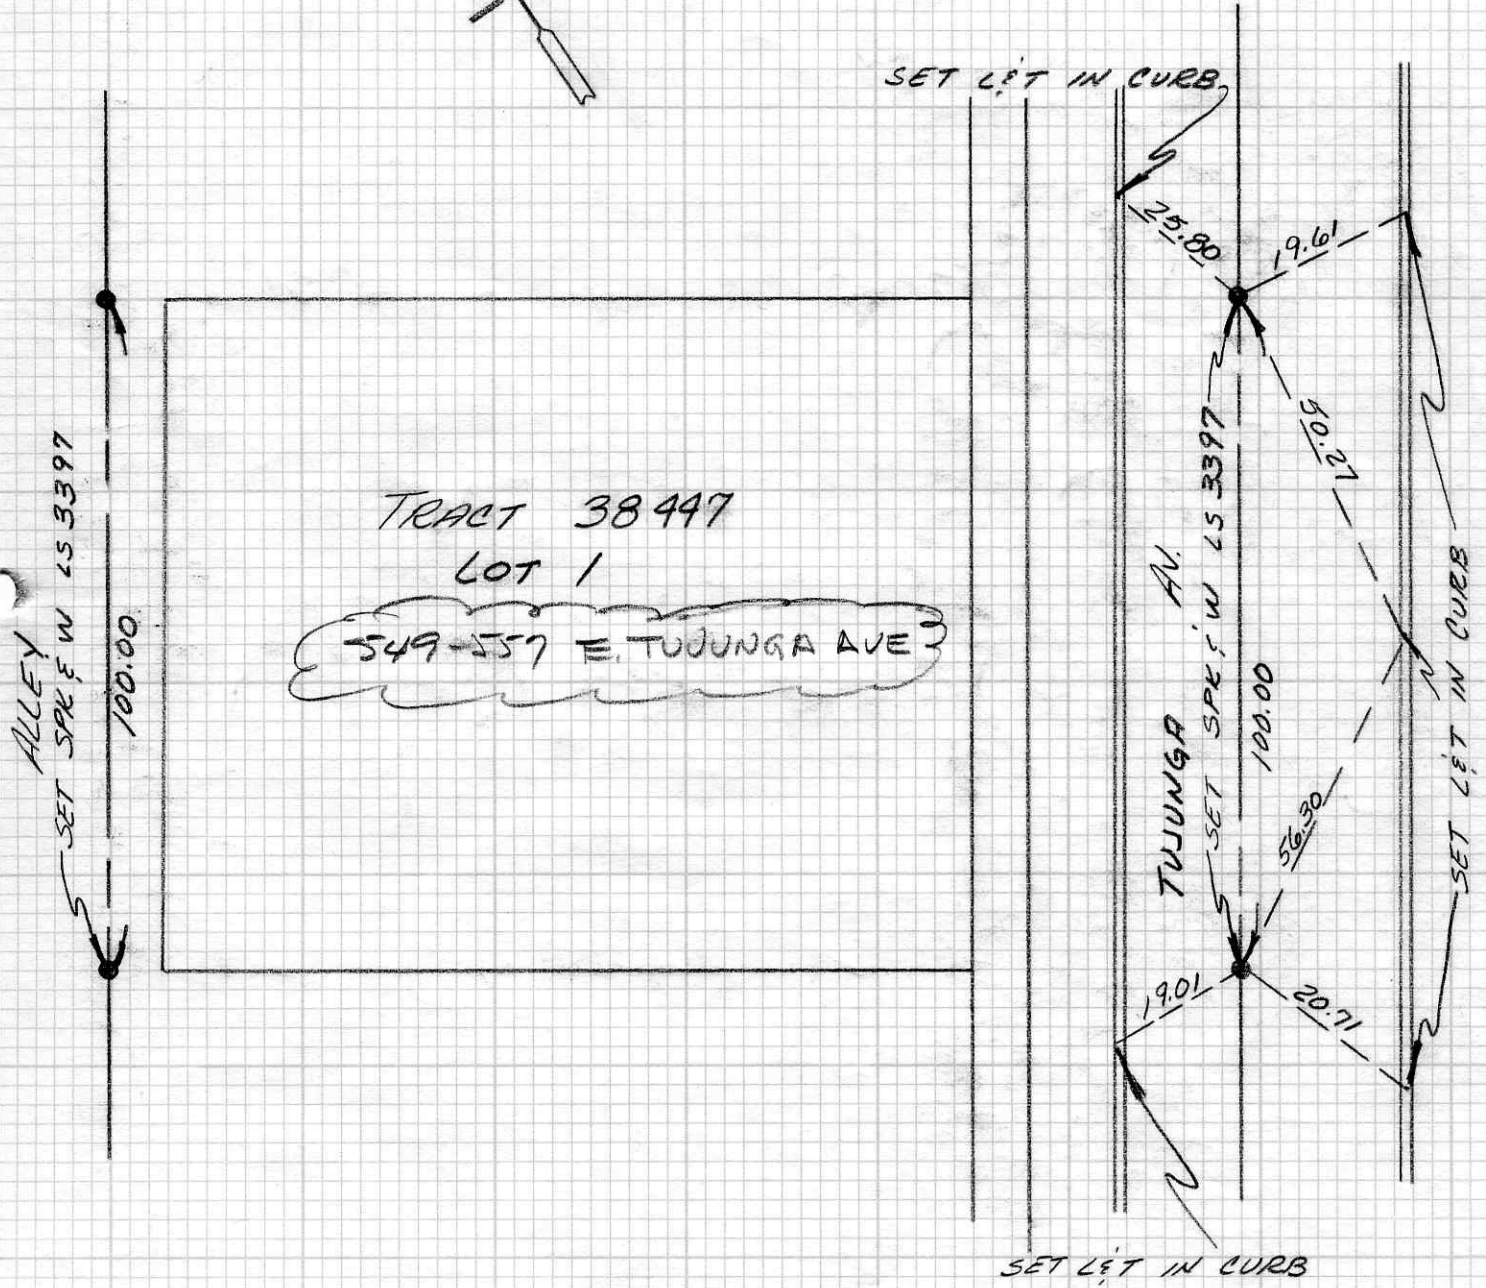 SET L&T IN CURB
25.80
19.61
60.27
56.30
TUJUNGA AV.
SET SPK & W LS 3397
100.00
SET L&T IN CURB
19.01
20.71
SET L&T IN CURB
TRACT 38447
LOT 1
549-557 E. TUJUNGA AVE
ALLEY
SET SPK & W LS 3397
100.00